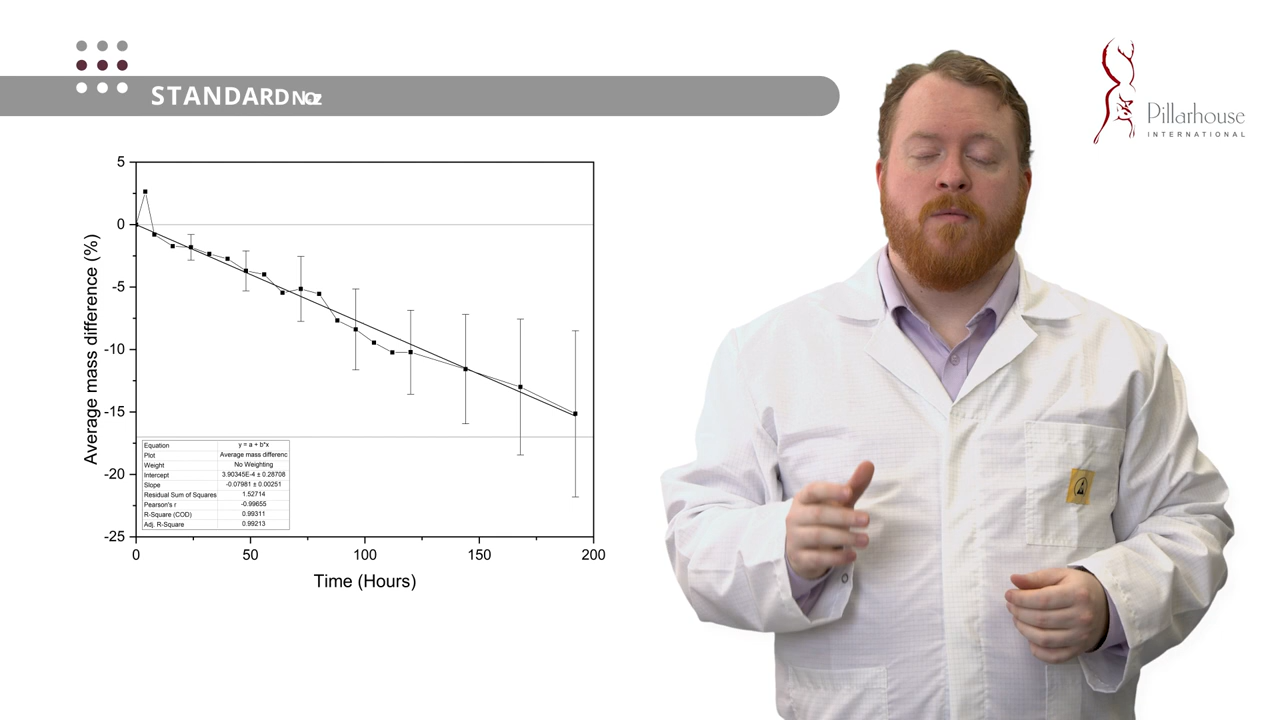 STANDARD
Pillarhouse
INTERNATIONAL
5
0
-5
-10
-15
-20
-25
Average mass difference (%)
Equation y = a + b*x
Plot Average mass differenc
Weight No Weighting
Intercept 3.90345E-4 ± 0.28708
Slope -0.07981 ± 0.00251
Residual Sum of Squares 1.52714
Pearson's r -0.99655
R-Square (COD) 0.99311
Adj. R-Square 0.99213
0 50 100 150 200
Time (Hours)